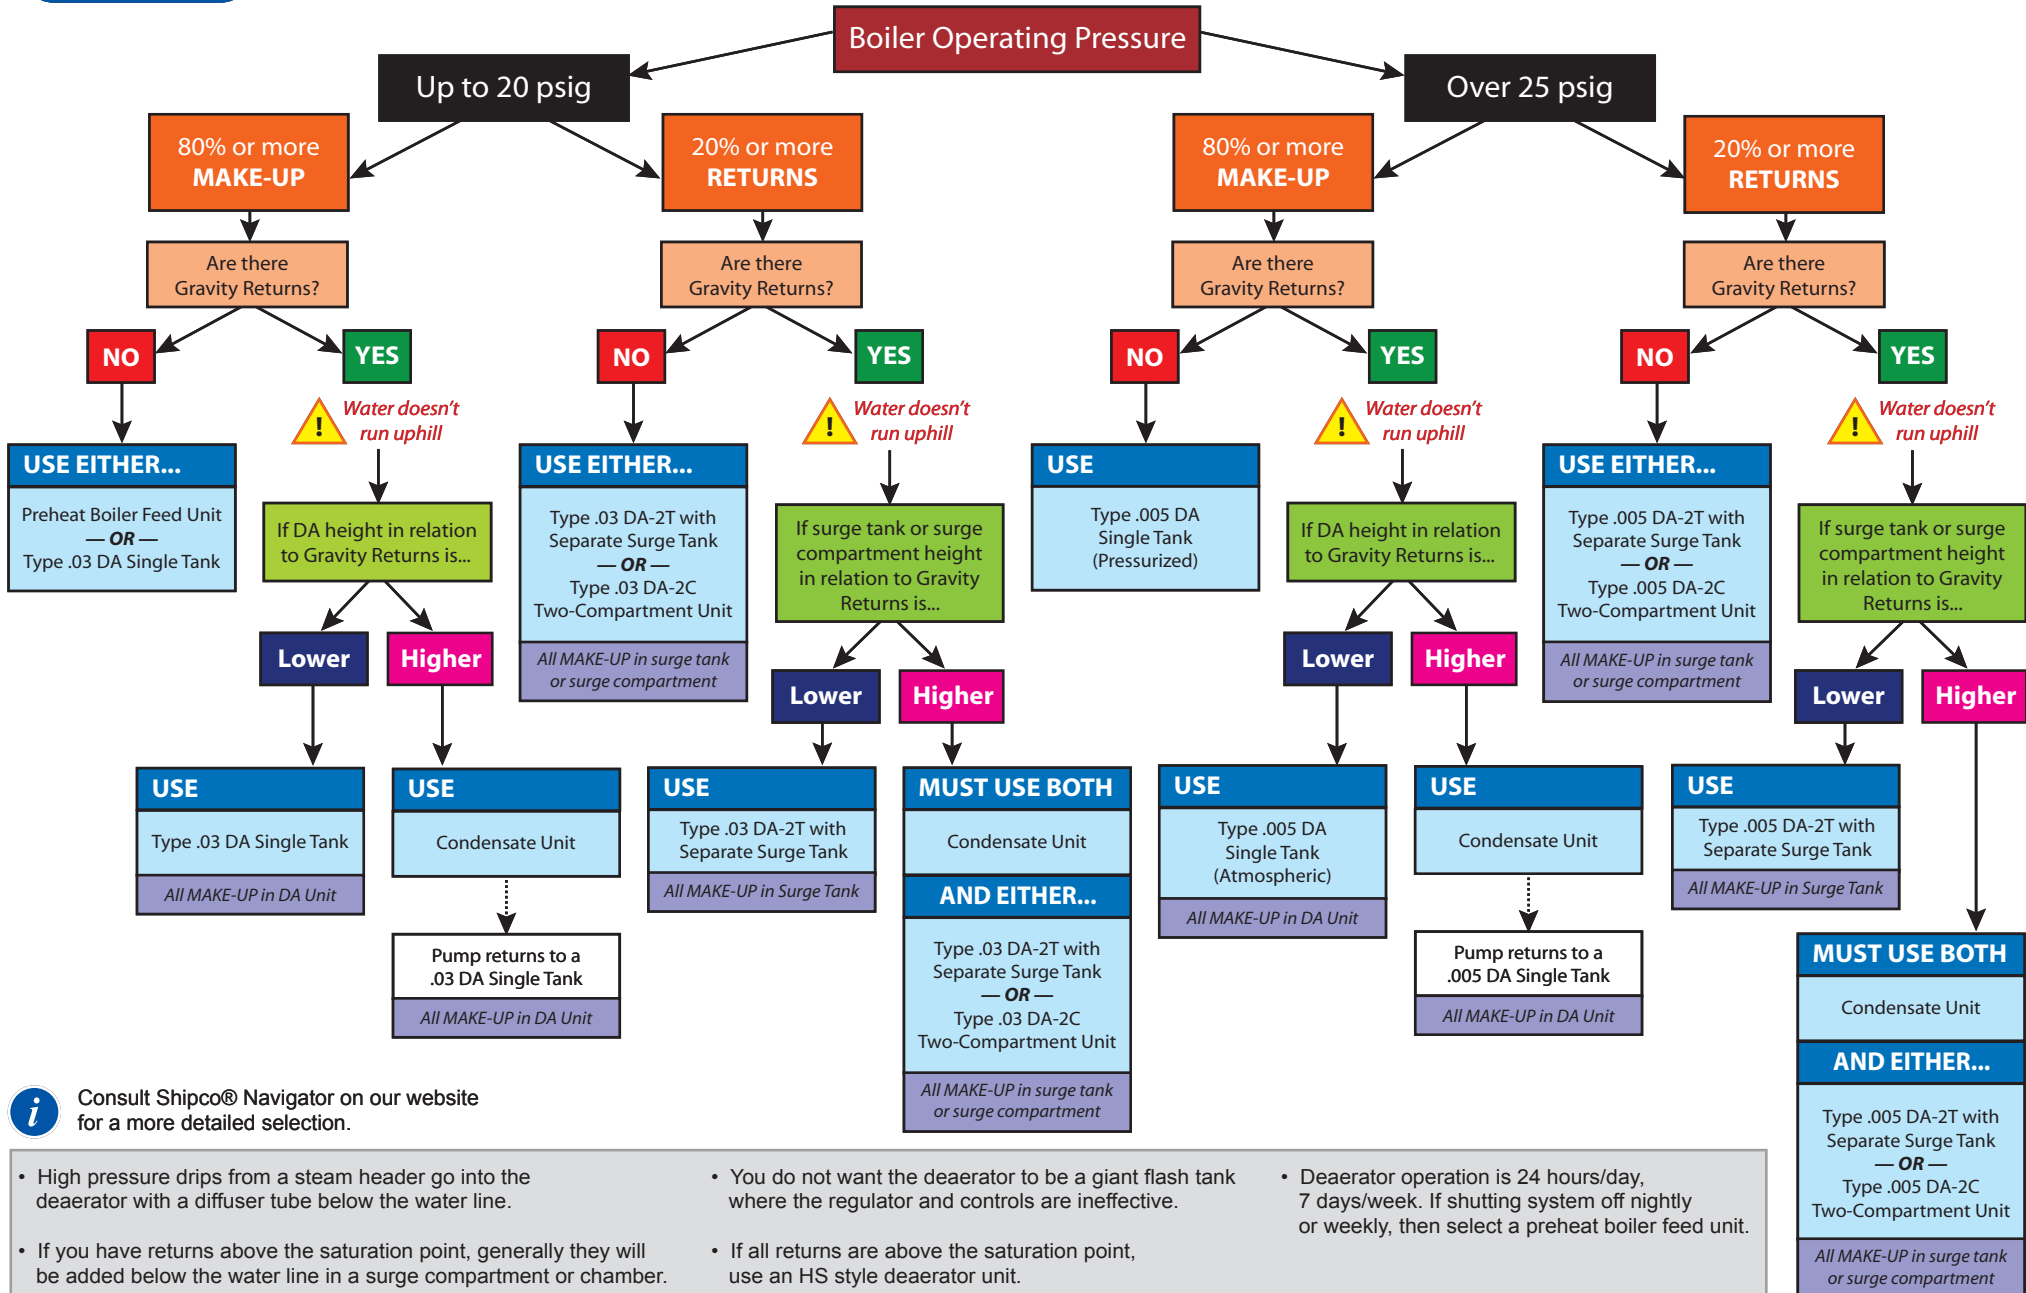 Boiler Operating Pressure
Up to 20 psig
Over 25 psig
80% or more
MAKE-UP
20% or more
RETURNS
80% or more
MAKE-UP
20% or more
RETURNS
Are there
Gravity Returns?
Are there
Gravity Returns?
Are there
Gravity Returns?
Are there
Gravity Returns?
NO
YES
NO
YES
NO
YES
NO
YES
!
Water doesn't
run uphill
!
Water doesn't
run uphill
!
Water doesn't
run uphill
!
Water doesn't
run uphill
USE EITHER...
Preheat Boiler Feed Unit
— OR —
Type .03 DA Single Tank
If DA height in relation
to Gravity Returns is...
USE EITHER...
Type .03 DA-2T with
Separate Surge Tank
— OR —
Type .03 DA-2C
Two-Compartment Unit
All MAKE-UP in surge tank
or surge compartment
If surge tank or surge
compartment height
in relation to Gravity
Returns is...
USE
Type .005 DA
Single Tank
(Pressurized)
If DA height in relation
to Gravity Returns is...
USE EITHER...
Type .005 DA-2T with
Separate Surge Tank
— OR —
Type .005 DA-2C
Two-Compartment Unit
All MAKE-UP in surge tank
or surge compartment
If surge tank or surge
compartment height
in relation to Gravity
Returns is...
Lower
Higher
Lower
Higher
Lower
Higher
Lower
Higher
USE
Type .03 DA Single Tank
All MAKE-UP in DA Unit
USE
Condensate Unit
Pump returns to a
.03 DA Single Tank
All MAKE-UP in DA Unit
USE
Type .03 DA-2T with
Separate Surge Tank
All MAKE-UP in Surge Tank
MUST USE BOTH
Condensate Unit
AND EITHER...
Type .03 DA-2T with
Separate Surge Tank
— OR —
Type .03 DA-2C
Two-Compartment Unit
All MAKE-UP in surge tank
or surge compartment
USE
Type .005 DA
Single Tank
(Atmospheric)
All MAKE-UP in DA Unit
USE
Condensate Unit
Pump returns to a
.005 DA Single Tank
All MAKE-UP in DA Unit
USE
Type .005 DA-2T with
Separate Surge Tank
All MAKE-UP in Surge Tank
MUST USE BOTH
Condensate Unit
AND EITHER...
Type .005 DA-2T with
Separate Surge Tank
— OR —
Type .005 DA-2C
Two-Compartment Unit
All MAKE-UP in surge tank
or surge compartment
i
Consult Shipco® Navigator on our website
for a more detailed selection.
• High pressure drips from a steam header go into the
deaerator with a diffuser tube below the water line.
• If you have returns above the saturation point, generally they will
be added below the water line in a surge compartment or chamber.
• You do not want the deaerator to be a giant flash tank
where the regulator and controls are ineffective.
• If all returns are above the saturation point,
use an HS style deaerator unit.
• Deaerator operation is 24 hours/day,
7 days/week. If shutting system off nightly
or weekly, then select a preheat boiler feed unit.